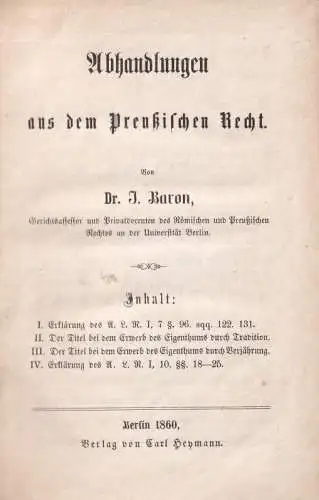 Abhandlungen
aus dem Preußischen Recht.
Von
Dr. J. Baron,
Gerichtsassessor und Privatdocenten des Römischen und Preußischen
Rechtes an der Universität Berlin.
Inhalt:
I. Erklärung des A. L. R. I, 7 §. 96. sqq. 122. 131.
II. Der Titel bei dem Erwerb des Eigenthums durch Tradition.
III. Der Titel bei dem Erwerb des Eigenthums durch Verjährung.
IV. Erklärung des A. L. R. I, 10, §§. 18—25.
Berlin 1860,
Verlag von Carl Heymann.